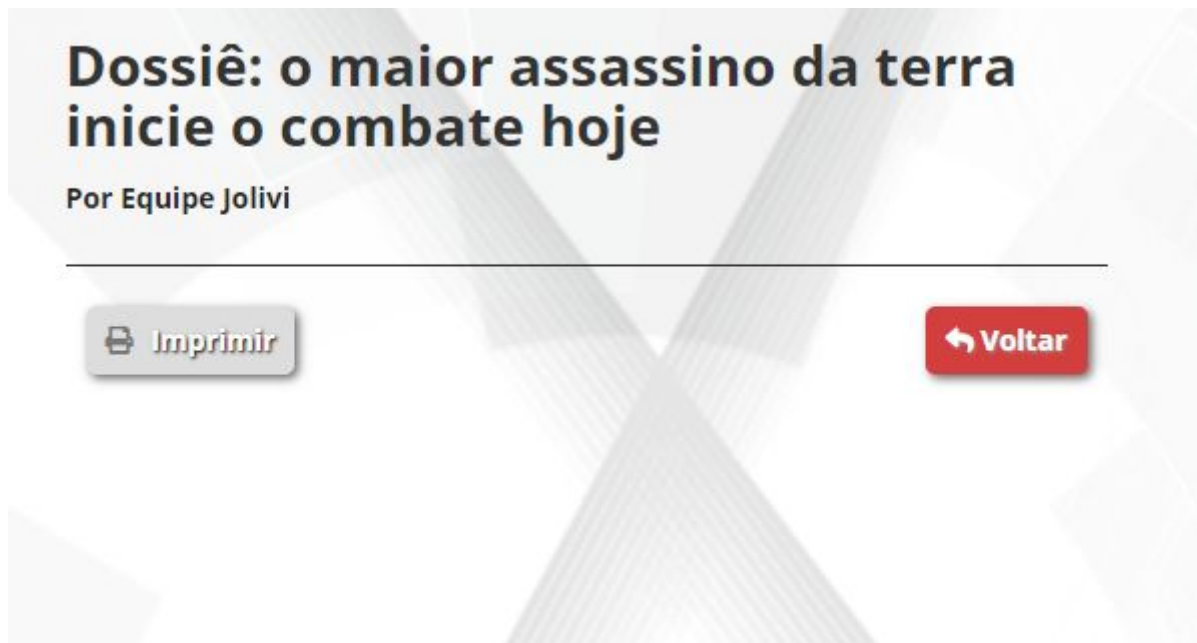 Dossiê: o maior assassino da terra
inicie o combate hoje
Por Equipe Jolivi
Imprimir
Voltar